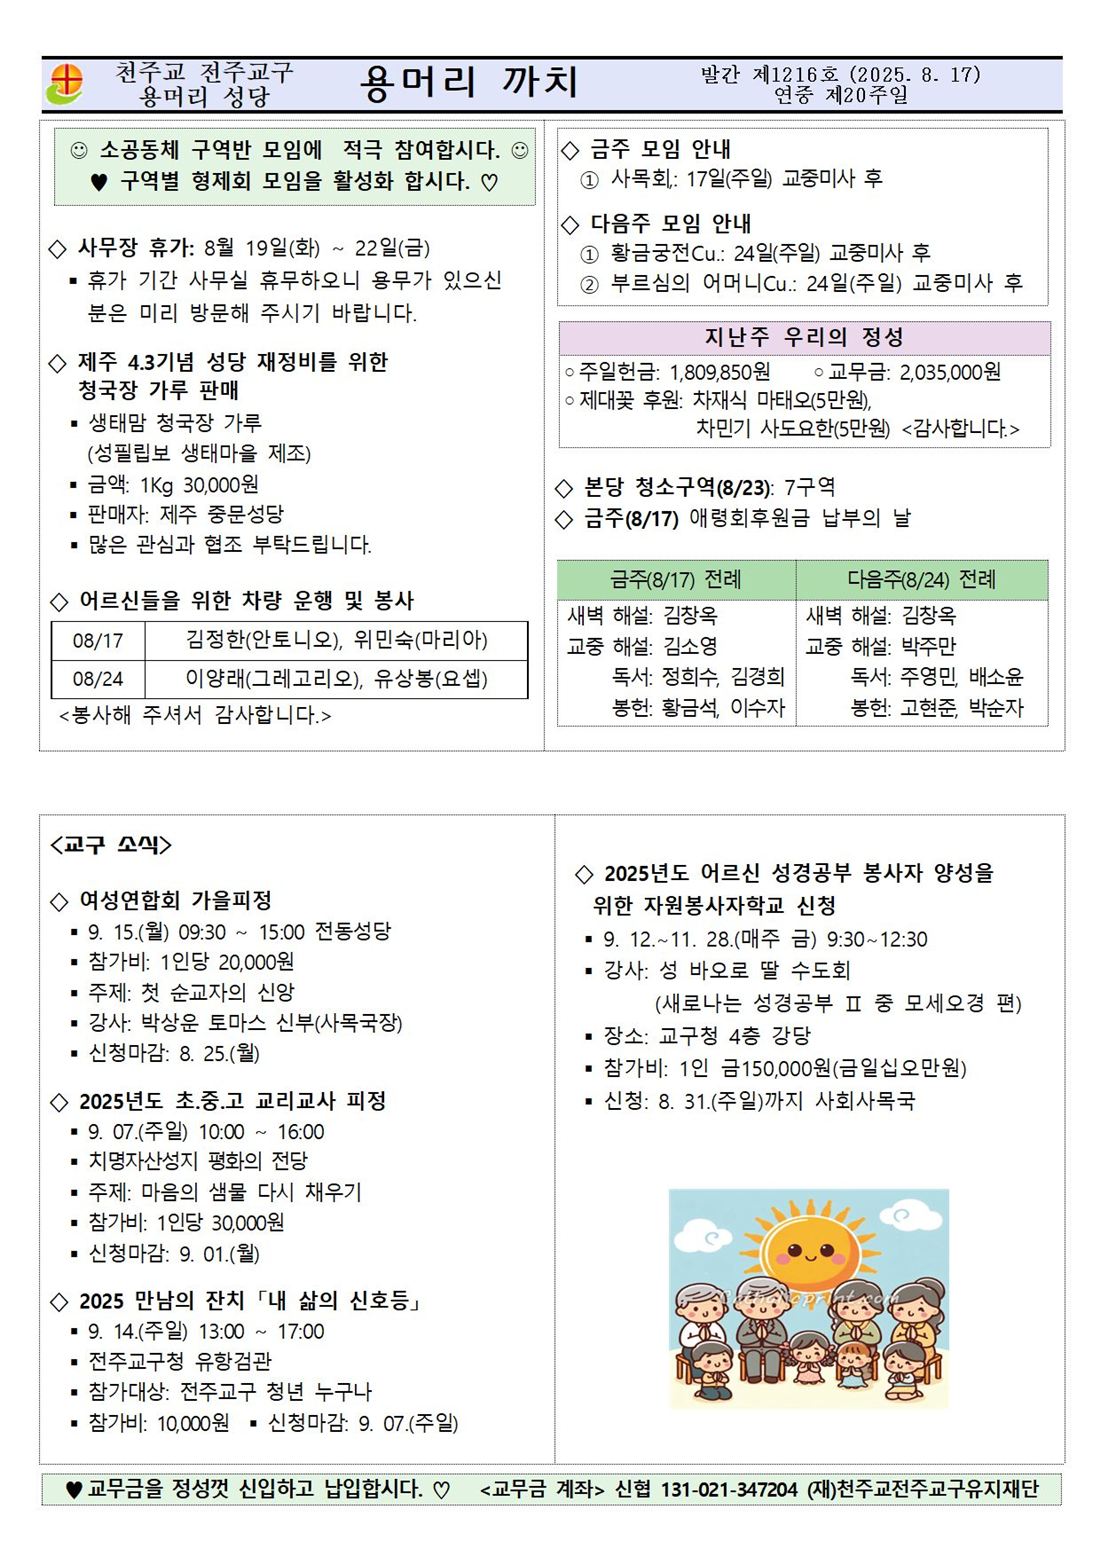 천주교 전주교구
용머리 성당
용머리 까치
발간 제1216호 (2025. 8. 17)
연중 제20주일
☺ 소공동체 구역반 모임에 적극 참여합시다. ☺
♥ 구역별 형제회 모임을 활성화 합시다. ♡
◇ 사무장 휴가: 8월 19일(화) ~ 22일(금)
▪ 휴가 기간 사무실 휴무하오니 용무가 있으신
분은 미리 방문해 주시기 바랍니다.
◇ 제주 4.3기념 성당 재정비를 위한
청국장 가루 판매
▪ 생태맘 청국장 가루
(성필립보 생태마을 제조)
▪ 금액: 1Kg 30,000원
▪ 판매자: 제주 중문성당
▪ 많은 관심과 협조 부탁드립니다.
◇ 어르신들을 위한 차량 운행 및 봉사
08/17 김정한(안토니오), 위민숙(마리아)
08/24 이양래(그레고리오), 유상봉(요셉)
<봉사해 주셔서 감사합니다.>
◇ 금주 모임 안내
① 사목회,: 17일(주일) 교중미사 후
◇ 다음주 모임 안내
① 황금궁전Cu.: 24일(주일) 교중미사 후
② 부르심의 어머니Cu.: 24일(주일) 교중미사 후
지난주 우리의 정성
○ 주일헌금: 1,809,850원 ○ 교무금: 2,035,000원
○ 제대꽃 후원: 차재식 마태오(5만원),
차민기 사도요한(5만원) <감사합니다.>
◇ 본당 청소구역(8/23): 7구역
◇ 금주(8/17) 애령회후원금 납부의 날
금주(8/17) 전례 다음주(8/24) 전례
새벽 해설: 김창옥 새벽 해설: 김창옥
교중 해설: 김소영 교중 해설: 박주만
독서: 정희수, 김경희 독서: 주영민, 배소윤
봉헌: 황금석, 이수자 봉헌: 고현준, 박순자
<교구 소식>
◇ 여성연합회 가을피정
▪ 9. 15.(월) 09:30 ~ 15:00 전동성당
▪ 참가비: 1인당 20,000원
▪ 주제: 첫 순교자의 신앙
▪ 강사: 박상운 토마스 신부(사목국장)
▪ 신청마감: 8. 25.(월)
◇ 2025년도 초.중.고 교리교사 피정
▪ 9. 07.(주일) 10:00 ~ 16:00
▪ 치명자산성지 평화의 전당
▪ 주제: 마음의 샘물 다시 채우기
▪ 참가비: 1인당 30,000원
▪ 신청마감: 9. 01.(월)
◇ 2025 만남의 잔치「내 삶의 신호등」
▪ 9. 14.(주일) 13:00 ~ 17:00
▪ 전주교구청 유항검관
▪ 참가대상: 전주교구 청년 누구나
▪ 참가비: 10,000원 ▪ 신청마감: 9. 07.(주일)
◇ 2025년도 어르신 성경공부 봉사자 양성을
위한 자원봉사자학교 신청
▪ 9. 12.~11. 28.(매주 금) 9:30~12:30
▪ 강사: 성 바오로 딸 수도회
(새로나는 성경공부 Ⅱ 중 모세오경 편)
▪ 장소: 교구청 4층 강당
▪ 참가비: 1인 금150,000원(금일십오만원)
▪ 신청: 8. 31.(주일)까지 사회사목국
♥ 교무금을 정성껏 신입하고 납입합시다. ♡ <교무금 계좌> 신협 131-021-347204 (재)천주교전주교구유지재단